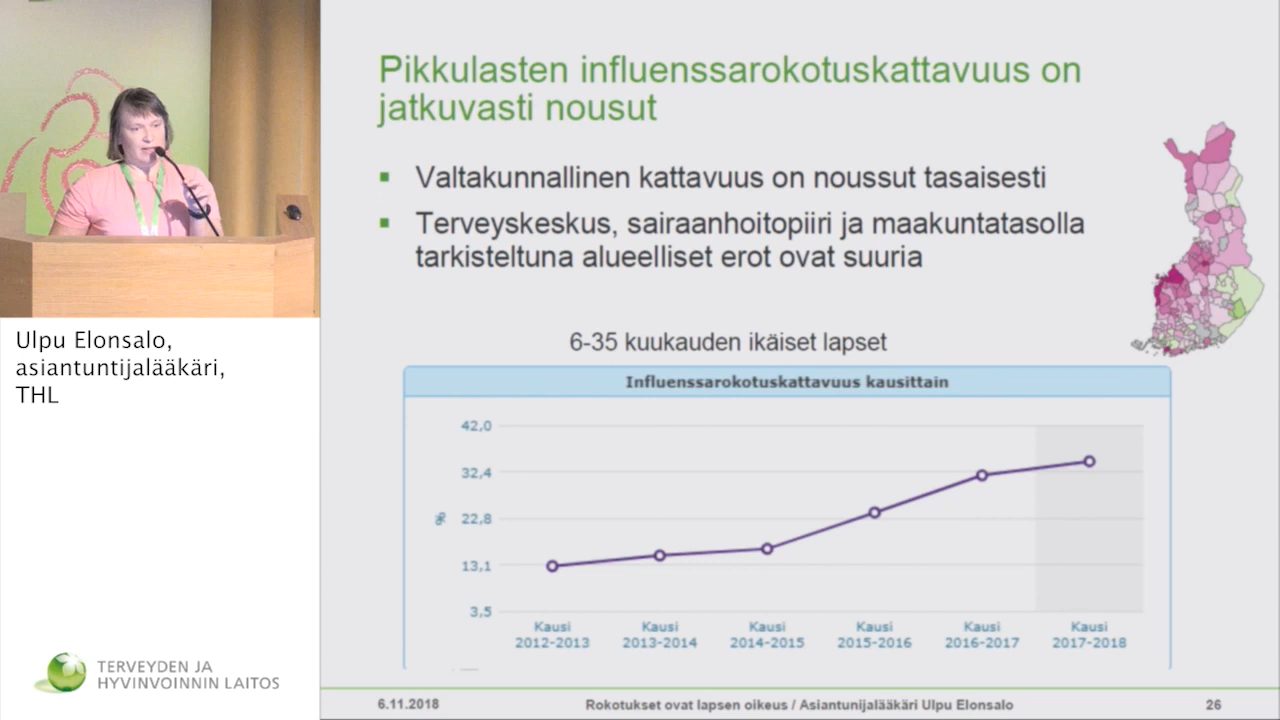 Pikkulasten influenssarokotuskattavuus on
jatkuvasti nousut
Valtakunnallinen kattavuus on noussut tasaisesti
Terveyskeskus, sairaanhoitopiiri ja maakuntatasolla
tarkisteltuna alueelliset erot ovat suuria
6-35 kuukauden ikäiset lapset
Influenssarokotuskattavuus kausittain
42,0
32,4
%
22,8
13,1
3,5
Kausi 2012-2013
Kausi 2013-2014
Kausi 2014-2015
Kausi 2015-2016
Kausi 2016-2017
Kausi 2017-2018
Ulpu Elonsalo,
asiantuntijalääkäri,
THL
TERVEYDEN JA
HYVINVOINNIN LAITOS
6.11.2018
Rokotukset ovat lapsen oikeus / Asiantunijalääkäri Ulpu Elonsalo
26